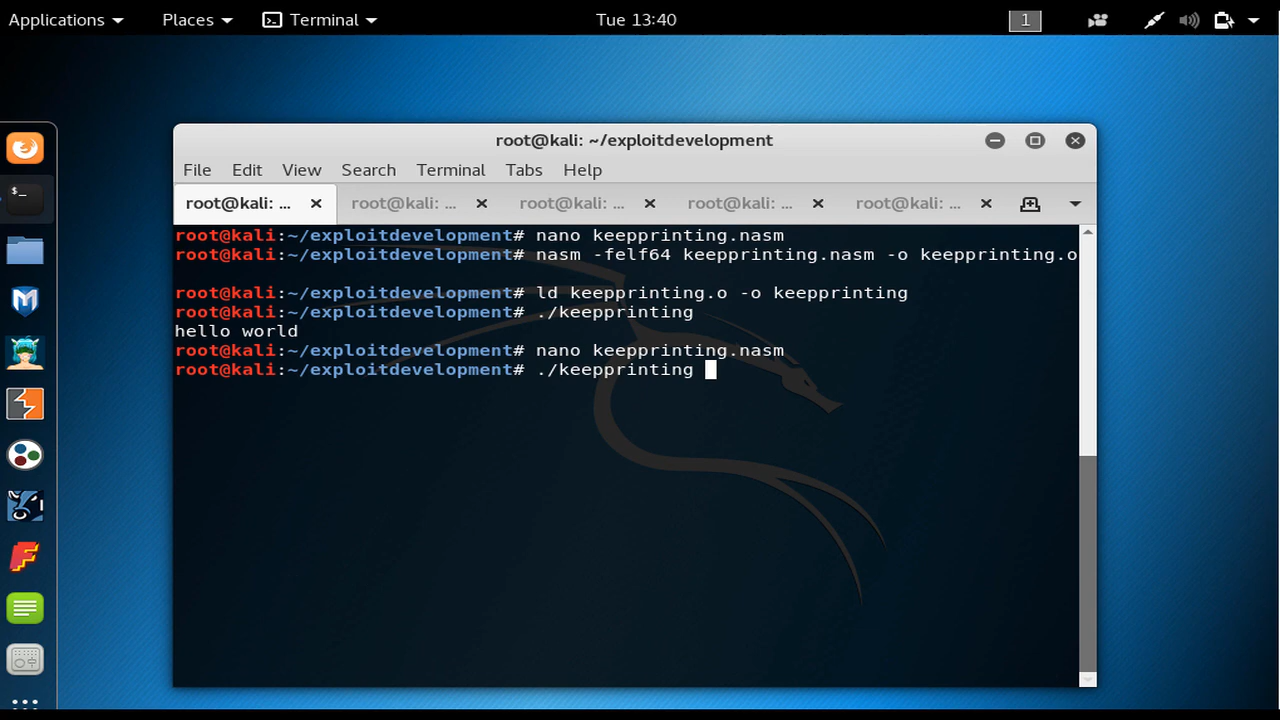 Applications Places Terminal Tue 13:40 1
root@kali: ~/exploitdevelopment
File Edit View Search Terminal Tabs Help
root@kali: ... root@kali: ... root@kali: ... root@kali: ... root@kali: ...
root@kali:~/exploitdevelopment# nano keepprinting.nasm
root@kali:~/exploitdevelopment# nasm -felf64 keepprinting.nasm -o keepprinting.o
root@kali:~/exploitdevelopment# ld keepprinting.o -o keepprinting
root@kali:~/exploitdevelopment# ./keepprinting
hello world
root@kali:~/exploitdevelopment# nano keepprinting.nasm
root@kali:~/exploitdevelopment# ./keepprinting